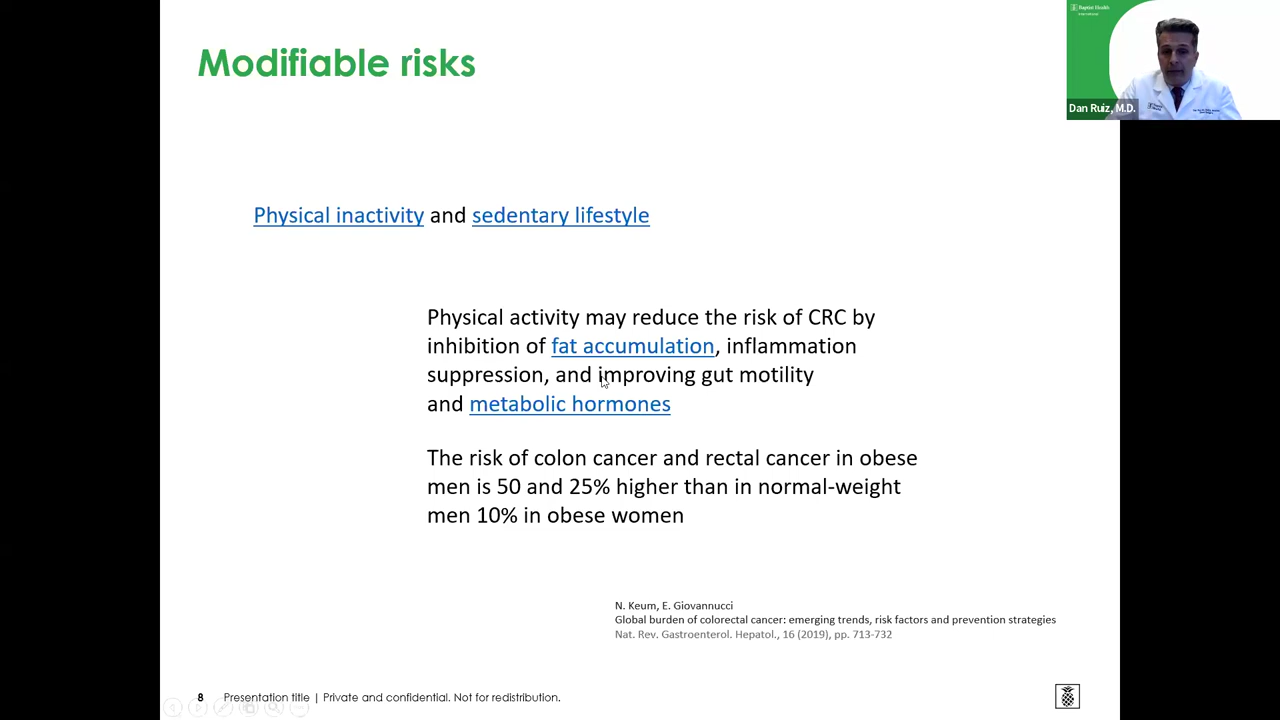 Modifiable risks
Baptist Health
International
Dan Ruiz, M.D.
Physical inactivity and sedentary lifestyle
Physical activity may reduce the risk of CRC by
inhibition of fat accumulation, inflammation
suppression, and improving gut motility
and metabolic hormones
The risk of colon cancer and rectal cancer in obese
men is 50 and 25% higher than in normal-weight
men 10% in obese women
N. Keum, E. Giovannucci
Global burden of colorectal cancer: emerging trends, risk factors and prevention strategies
Nat. Rev. Gastroenterol. Hepatol., 16 (2019), pp. 713-732
8 Presentation title | Private and confidential. Not for redistribution.